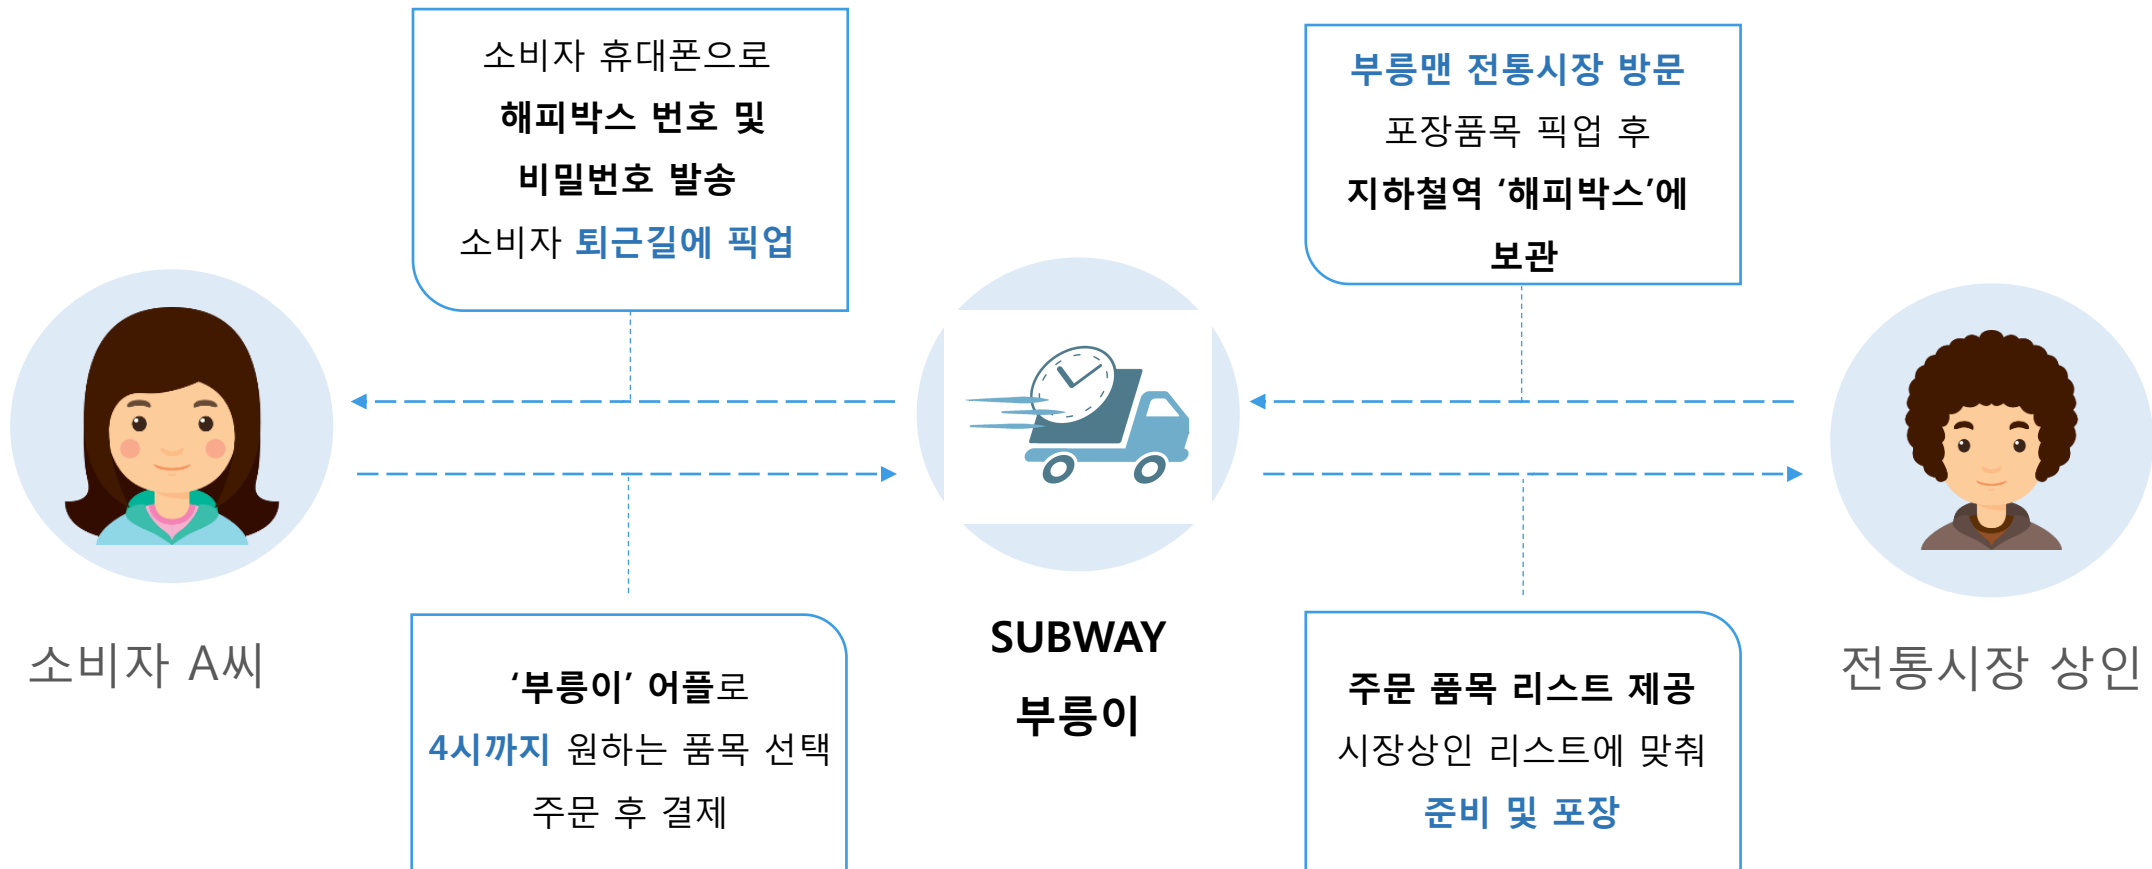 소비자 휴대폰으로
해피박스 번호 및
비밀번호 발송
소비자 퇴근길에 픽업
부릉맨 전통시장 방문
포장품목 픽업 후
지하철역 ‘해피박스’에
보관
소비자 A씨
SUBWAY
부릉이
전통시장 상인
‘부릉이’ 어플로
4시까지 원하는 품목 선택
주문 후 결제
주문 품목 리스트 제공
시장상인 리스트에 맞춰
준비 및 포장